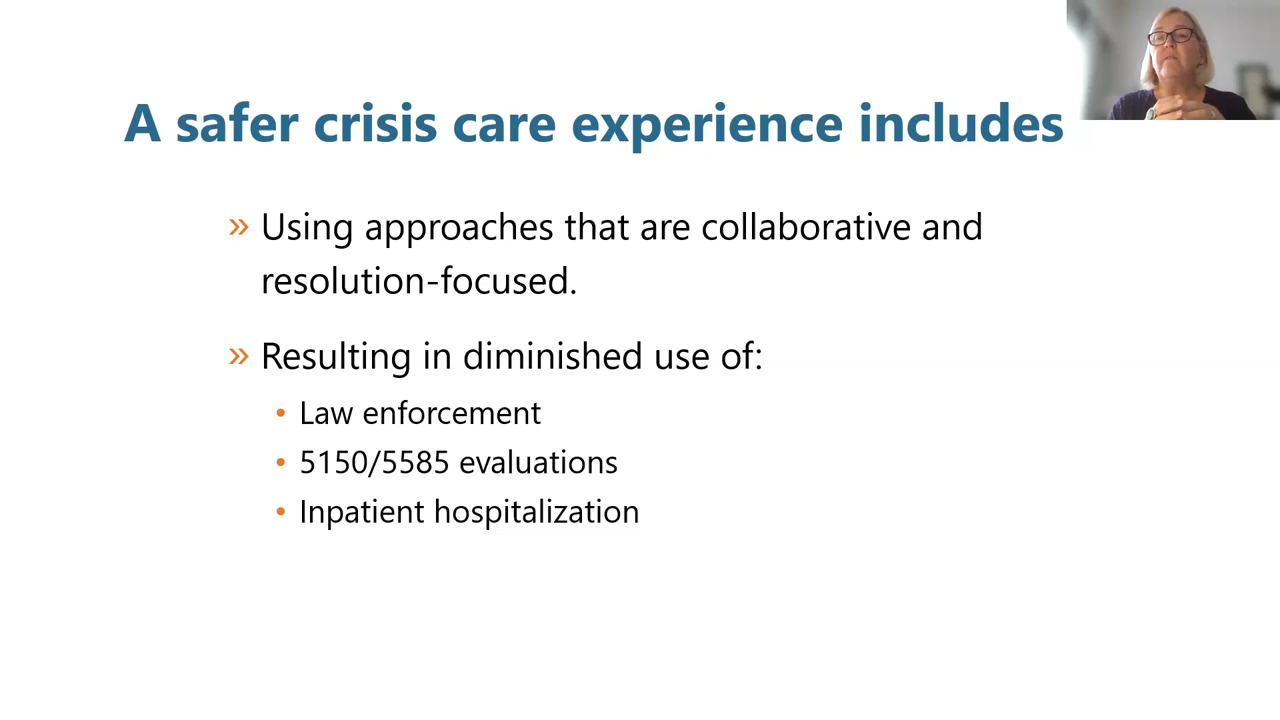 A safer crisis care experience includes
» Using approaches that are collaborative and
resolution-focused.
» Resulting in diminished use of:
• Law enforcement
• 5150/5585 evaluations
• Inpatient hospitalization